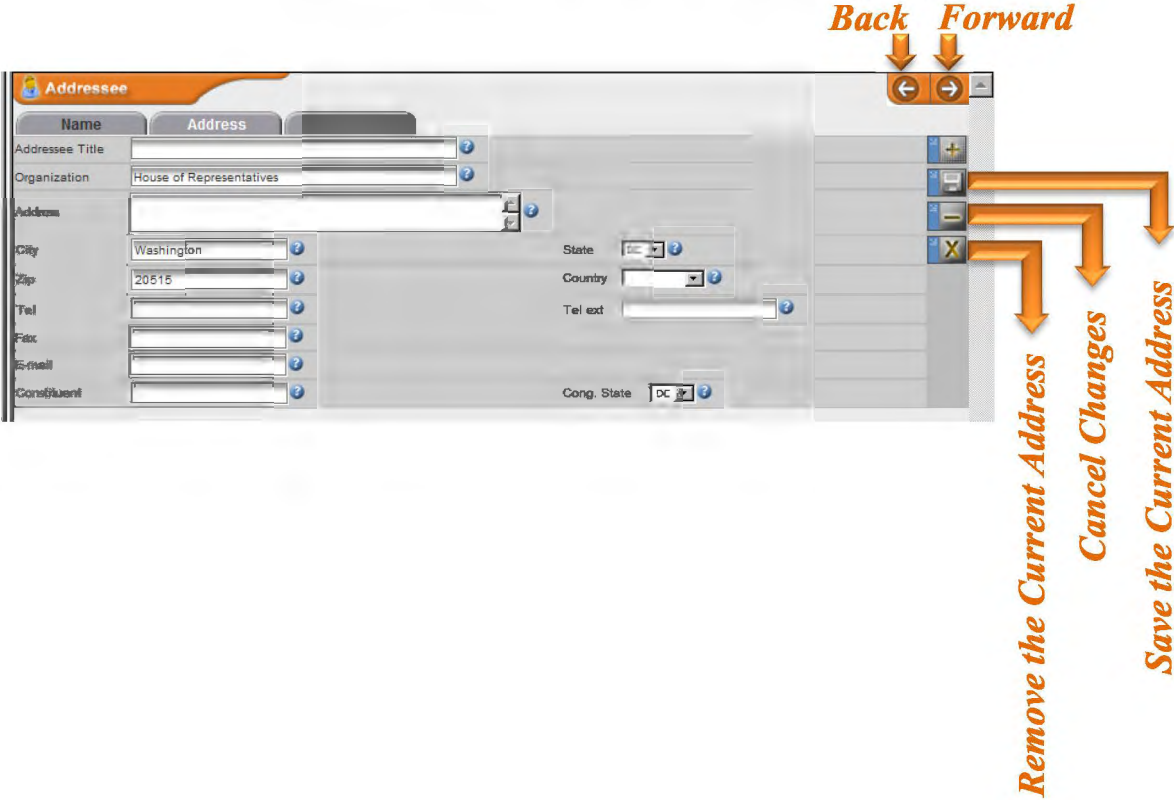 Back Forward
Addressee
Name Address
Addressee Title
Organization House of Representatives
Address
City Washington State DC
Zip 20515 Country
Tel Tel ext
Fax
E-mail
Constituent Cong. State DC
Remove the Current Address
Cancel Changes
Save the Current Address